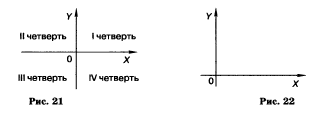 Y
Y
II четверть
I четверть
0
X
III четверть
IV четверть
0
X
Рис. 21
Рис. 22